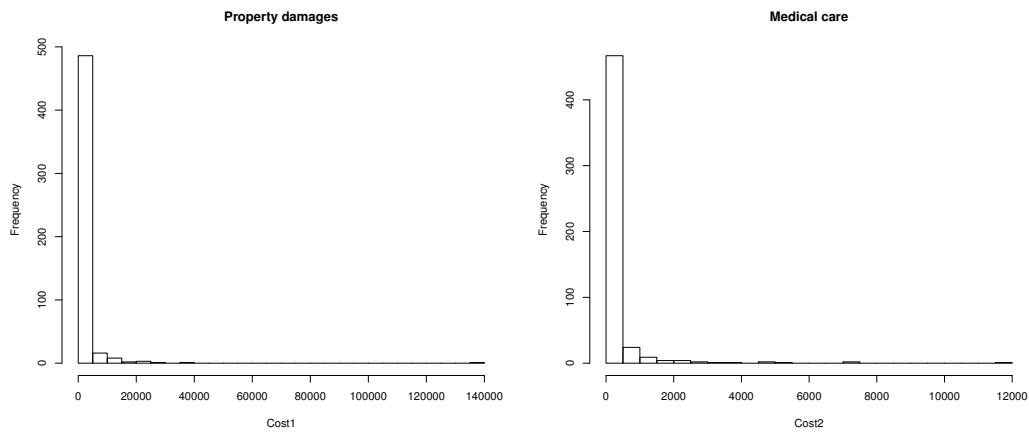 Property damages
Frequency
0 100 200 300 400 500
0 20000 40000 60000 80000 100000 120000 140000
Cost1
Medical care
Frequency
0 100 200 300 400
0 2000 4000 6000 8000 10000 12000
Cost2